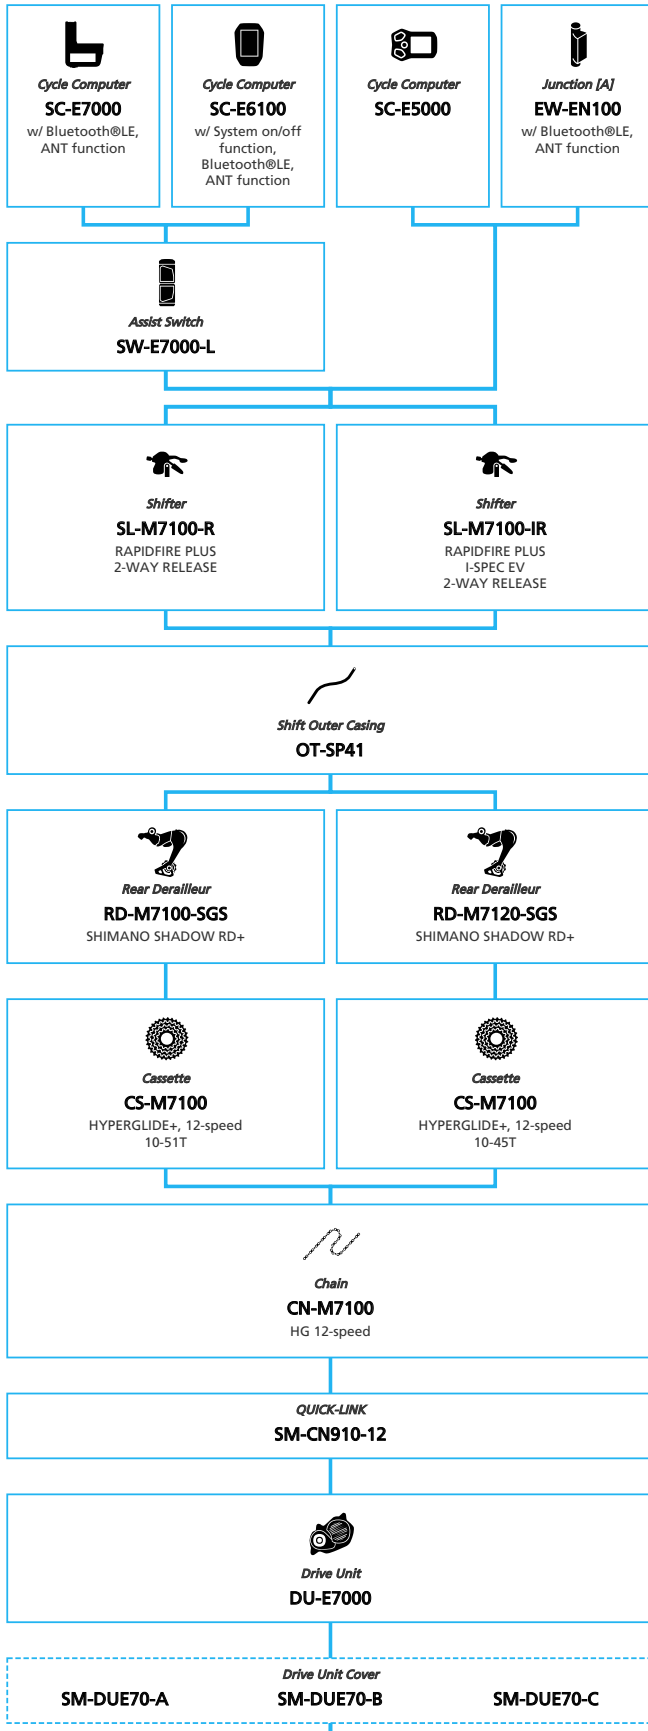 Cycle Computer
SC-E7000
w/ Bluetooth®LE,
ANT function
Cycle Computer
SC-E6100
w/ System on/off
function,
Bluetooth®LE,
ANT function
Cycle Computer
SC-E5000
Junction [A]
EW-EN100
w/ Bluetooth®LE,
ANT function
Assist Switch
SW-E7000-L
Shifter
SL-M7100-R
RAPIDFIRE PLUS
2-WAY RELEASE
Shifter
SL-M7100-IR
RAPIDFIRE PLUS
I-SPEC EV
2-WAY RELEASE
Shift Outer Casing
OT-SP41
Rear Derailleur
RD-M7100-SGS
SHIMANO SHADOW RD+
Rear Derailleur
RD-M7120-SGS
SHIMANO SHADOW RD+
Cassette
CS-M7100
HYPERGLIDE+, 12-speed
10-51T
Cassette
CS-M7100
HYPERGLIDE+, 12-speed
10-45T
Chain
CN-M7100
HG 12-speed
QUICK-LINK
SM-CN910-12
Drive Unit
DU-E7000
Drive Unit Cover
SM-DUE70-A SM-DUE70-B SM-DUE70-C